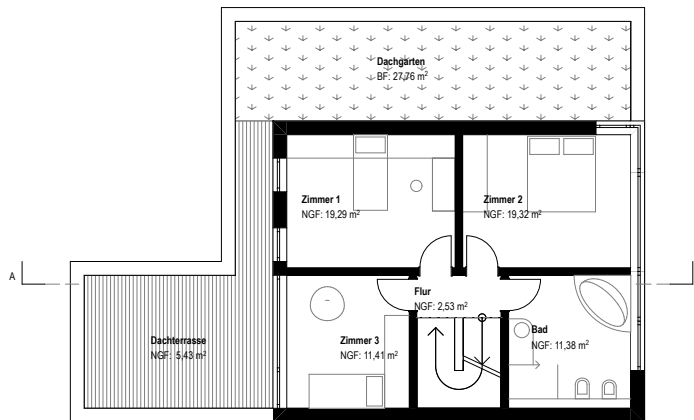 Dachgarten
BF: 27,76 m²
Zimmer 1
NGF: 19,29 m²
Zimmer 2
NGF: 19,32 m²
A
Flur
NGF: 2,53 m²
Dachterrasse
NGF: 5,43 m²
Zimmer 3
NGF: 11,41 m²
Bad
NGF: 11,38 m²